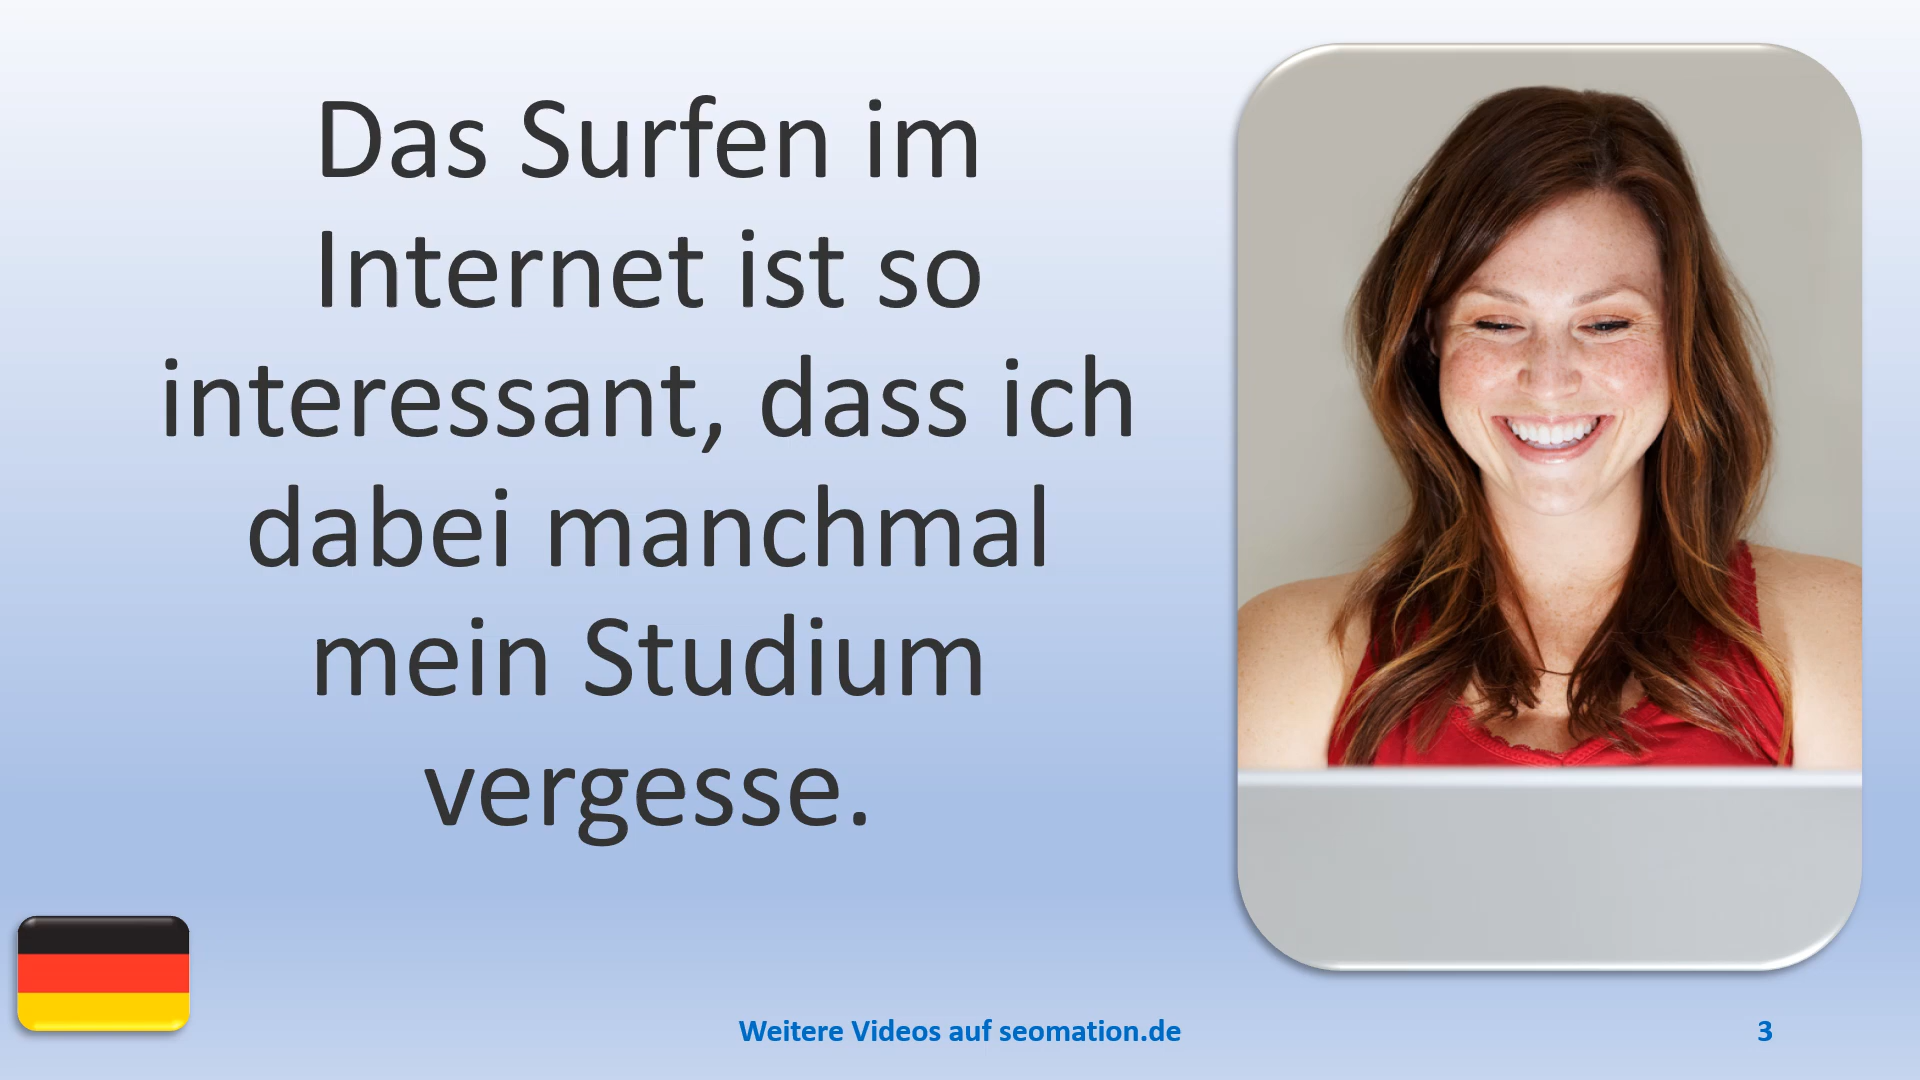 Das Surfen im
Internet ist so
interessant, dass ich
dabei manchmal
mein Studium
vergesse.
Weitere Videos auf seomation.de
3